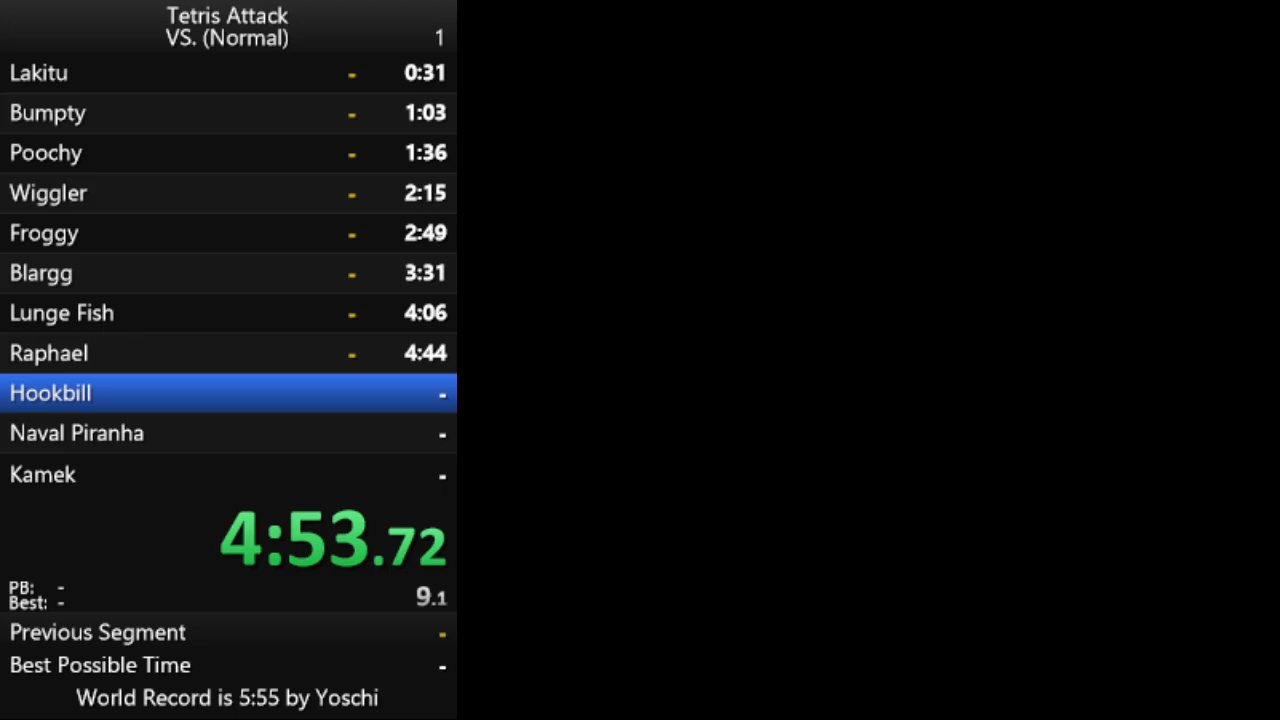 Tetris Attack
VS. (Normal) 1
Lakitu - 0:31
Bumpty - 1:03
Poochy - 1:36
Wiggler - 2:15
Froggy - 2:49
Blargg - 3:31
Lunge Fish - 4:06
Raphael - 4:44
Hookbill -
Naval Piranha -
Kamek -
4:53.72
PB: -
Best: - 9.1
Previous Segment -
Best Possible Time -
World Record is 5:55 by Yoschi